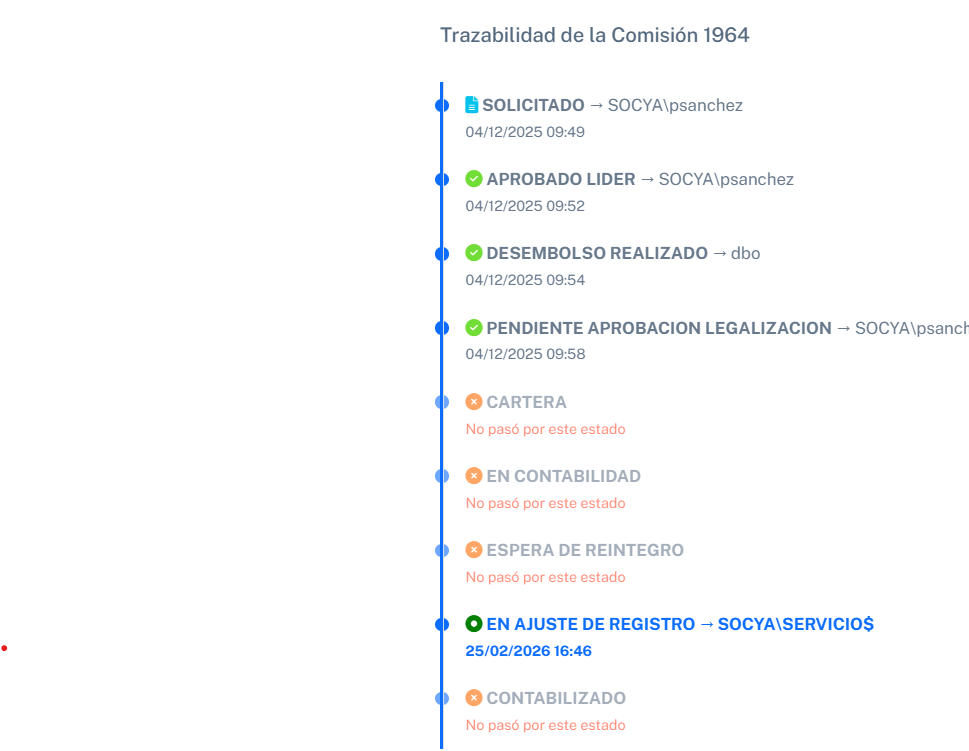 Trazabilidad de la Comisión 1964
SOLICITADO → SOCYA\psanchez
04/12/2025 09:49
APROBADO LIDER → SOCYA\psanchez
04/12/2025 09:52
DESEMBOLSO REALIZADO → dbo
04/12/2025 09:54
PENDIENTE APROBACION LEGALIZACION → SOCYA\psanch
04/12/2025 09:58
CARTERA
No pasó por este estado
EN CONTABILIDAD
No pasó por este estado
ESPERA DE REINTEGRO
No pasó por este estado
EN AJUSTE DE REGISTRO → SOCYA\SERVICIO$
25/02/2026 16:46
CONTABILIZADO
No pasó por este estado